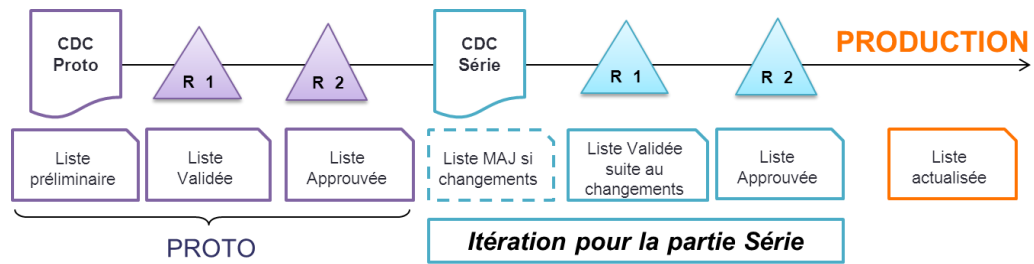 CDC
Proto
R 1
R 2
CDC
Série
R 1
R 2
PRODUCTION
Liste
préliminaire
Liste
Validée
Liste
Approuvée
Liste MAJ si
changements
Liste Validée
suite au
changements
Liste
Approuvée
Liste
actualisée
PROTO
Itération pour la partie Série